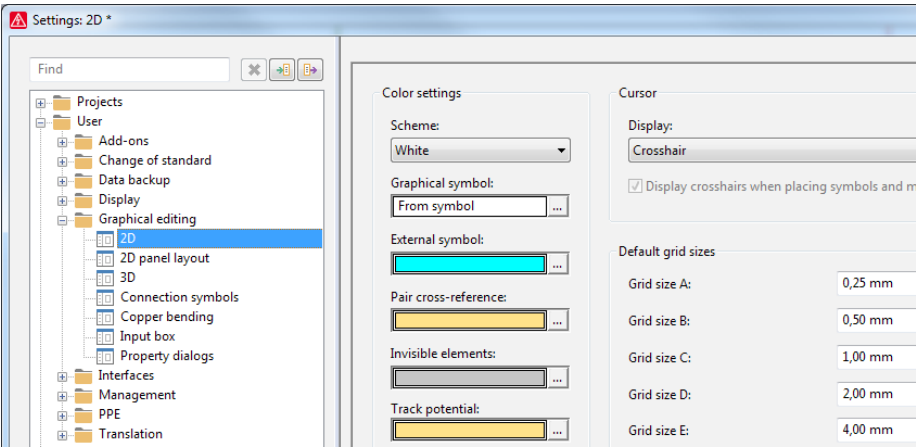 Settings: 2D *
Find
Projects
User
Add-ons
Change of standard
Data backup
Display
Graphical editing
2D
2D panel layout
3D
Connection symbols
Copper bending
Input box
Property dialogs
Interfaces
Management
PPE
Translation
Color settings
Scheme:
White
Graphical symbol:
From symbol
...
External symbol:
...
Pair cross-reference:
...
Invisible elements:
...
Track potential:
...
Cursor
Display:
Crosshair
Display crosshairs when placing symbols and m
Default grid sizes
Grid size A:
0,25 mm
Grid size B:
0,50 mm
Grid size C:
1,00 mm
Grid size D:
2,00 mm
Grid size E:
4,00 mm